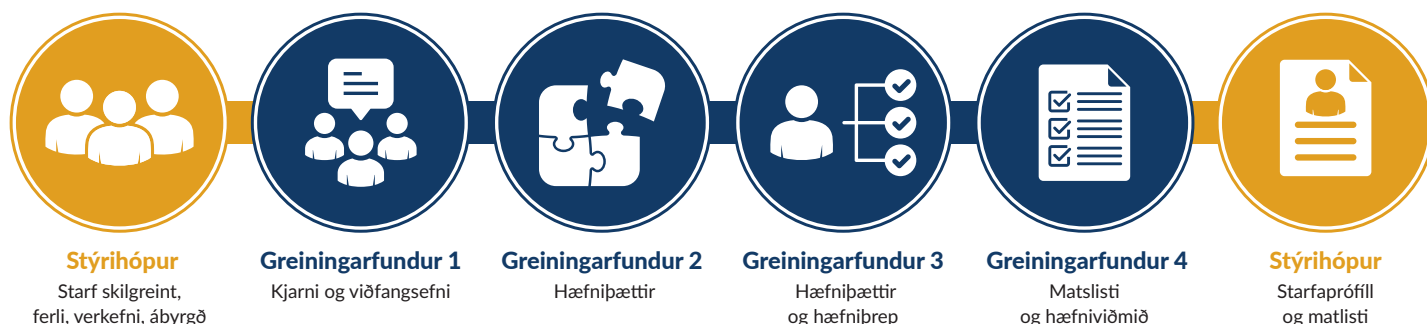 Stýrihópur
Starf skilgreint,
ferli, verkefni, ábyrgð
Greiningarfundur 1
Kjarni og viðfangsefni
Greiningarfundur 2
Hæfniþættir
Greiningarfundur 3
Hæfniþættir
og hæfniþrep
Greiningarfundur 4
Matslisti
og hæfniviðmið
Stýrihópur
Starfaprófíll
og matlisti